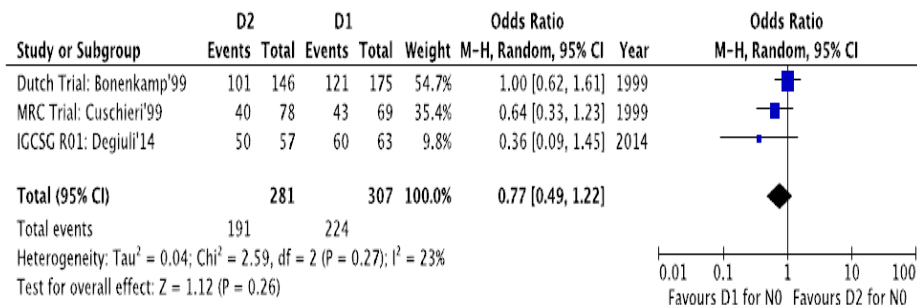 D2 D1 Odds Ratio Odds Ratio
Study or Subgroup Events Total Events Total Weight M-H, Random, 95% CI Year M-H, Random, 95% CI
Dutch Trial: Bonenkamp'99 101 146 121 175 54.7% 1.00 [0.62, 1.61] 1999
MRC Trial: Cuschieri'99 40 78 43 69 35.4% 0.64 [0.33, 1.23] 1999
IGCSG R01: Degiuli'14 50 57 60 63 9.8% 0.36 [0.09, 1.45] 2014
Total (95% CI) 281 307 100.0% 0.77 [0.49, 1.22]
Total events 191 224
Heterogeneity: Tau² = 0.04; Chi² = 2.59, df = 2 (P = 0.27); I² = 23%
Test for overall effect: Z = 1.12 (P = 0.26)
0.01 0.1 1 10 100
Favours D1 for N0 Favours D2 for N0